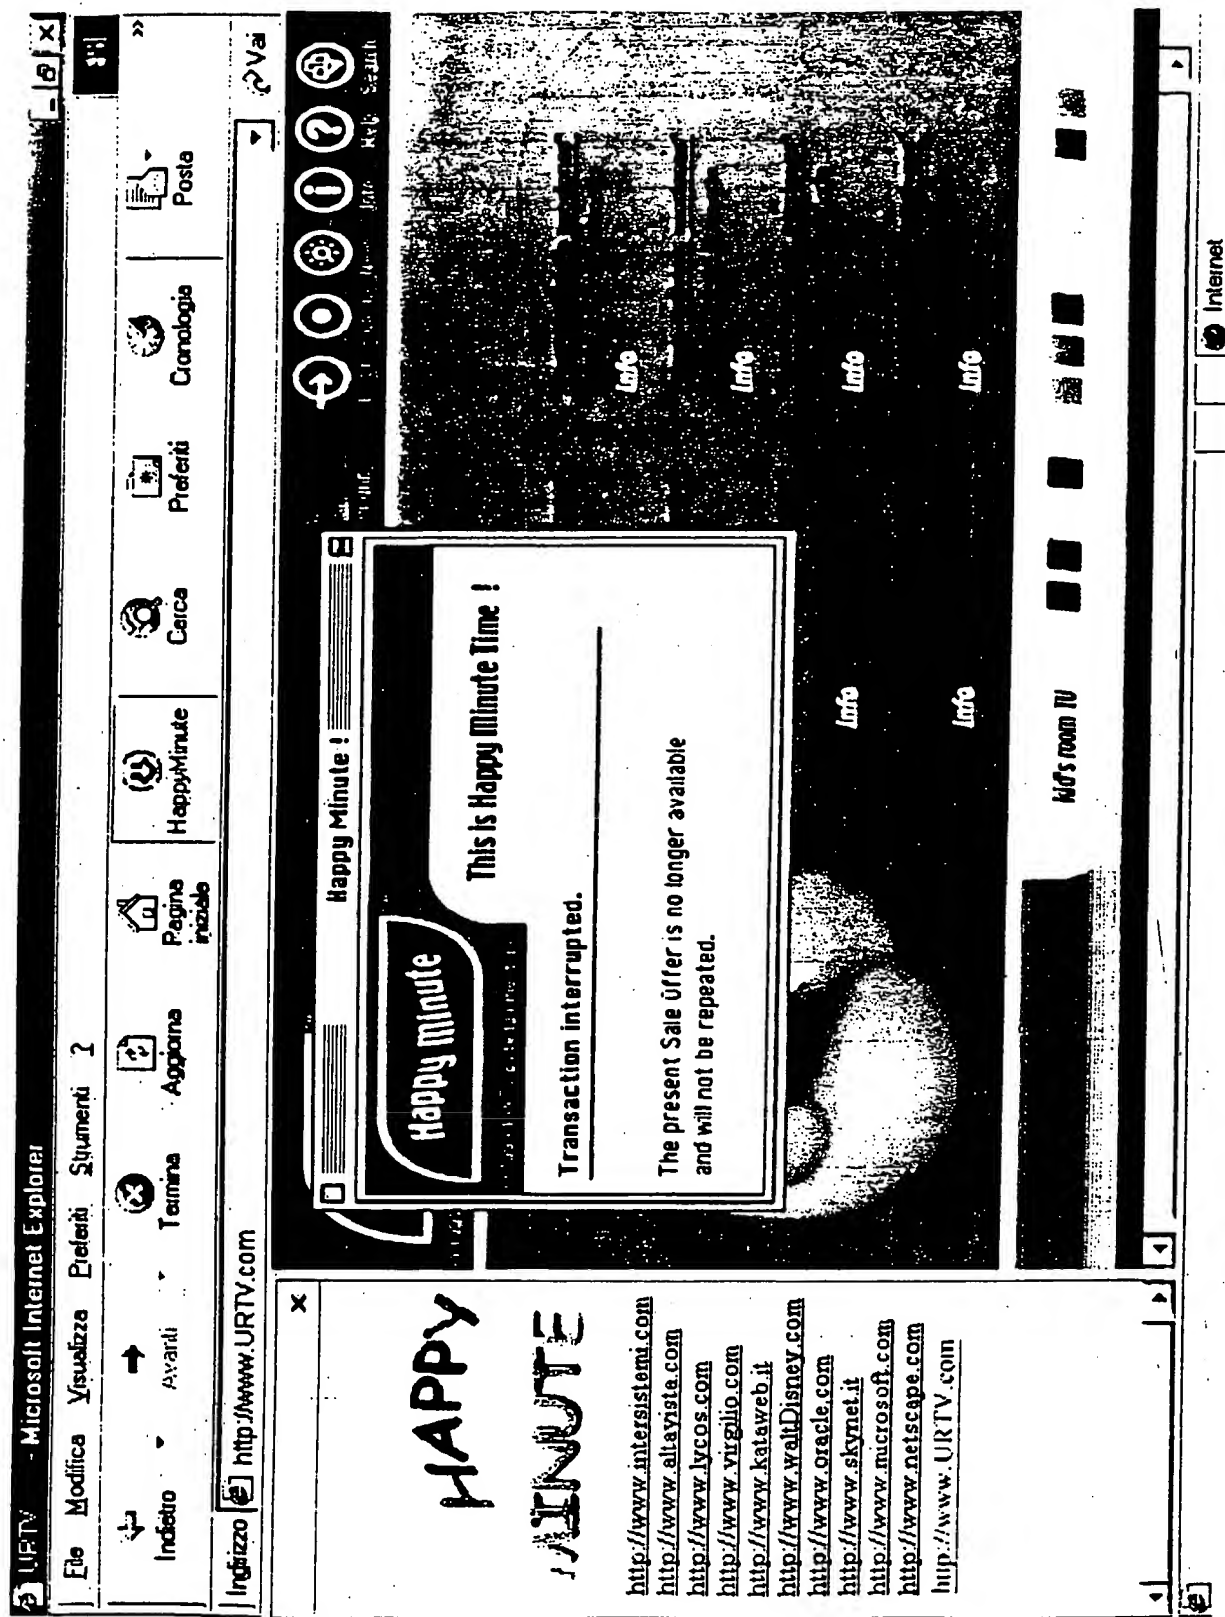 URTV - Microsoft Internet Explorer
File Modifica Visualizza Preferiti Strumenti ?
Indietro Avanti Termina Aggiorna Pagina iniziale HappyMinute Cerca Preferiti Cronologia Posta »
Indirizzo http://www.URTV.com Vai
HAPPY
MINUTE
http://www.intersistemi.com
http://www.altavista.com
http://www.lycos.com
http://www.virgilio.com
http://www.kataweb.it
http://www.waltDisney.com
http://www.oracle.com
http://www.skynet.it
http://www.microsoft.com
http://www.netscape.com
http://www.URTV.com
Help Search
Happy Minute !
Happy minute
This is Happy Minute Time !
Transaction interrupted.
The present Sale Offer is no longer available
and will not be repeated.
Info
Info
Info Info
Info Info
kid's room TV
Internet